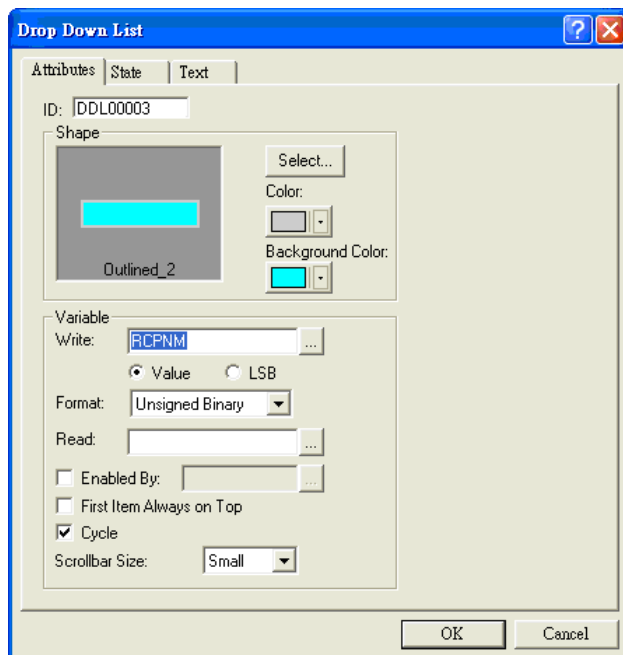 Drop Down List
Attributes State Text
ID: DDL00003
Shape
Outlined_2
Select...
Color:
Background Color:
Variable
Write: RCPNM ...
Value LSB
Format: Unsigned Binary
Read: ...
Enabled By: ...
First Item Always on Top
Cycle
Scrollbar Size: Small
OK Cancel